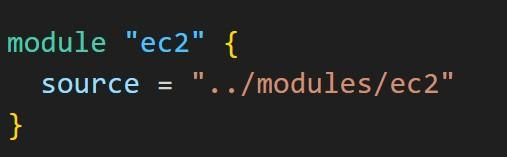 module "ec2" {
  source = "../modules/ec2"
}